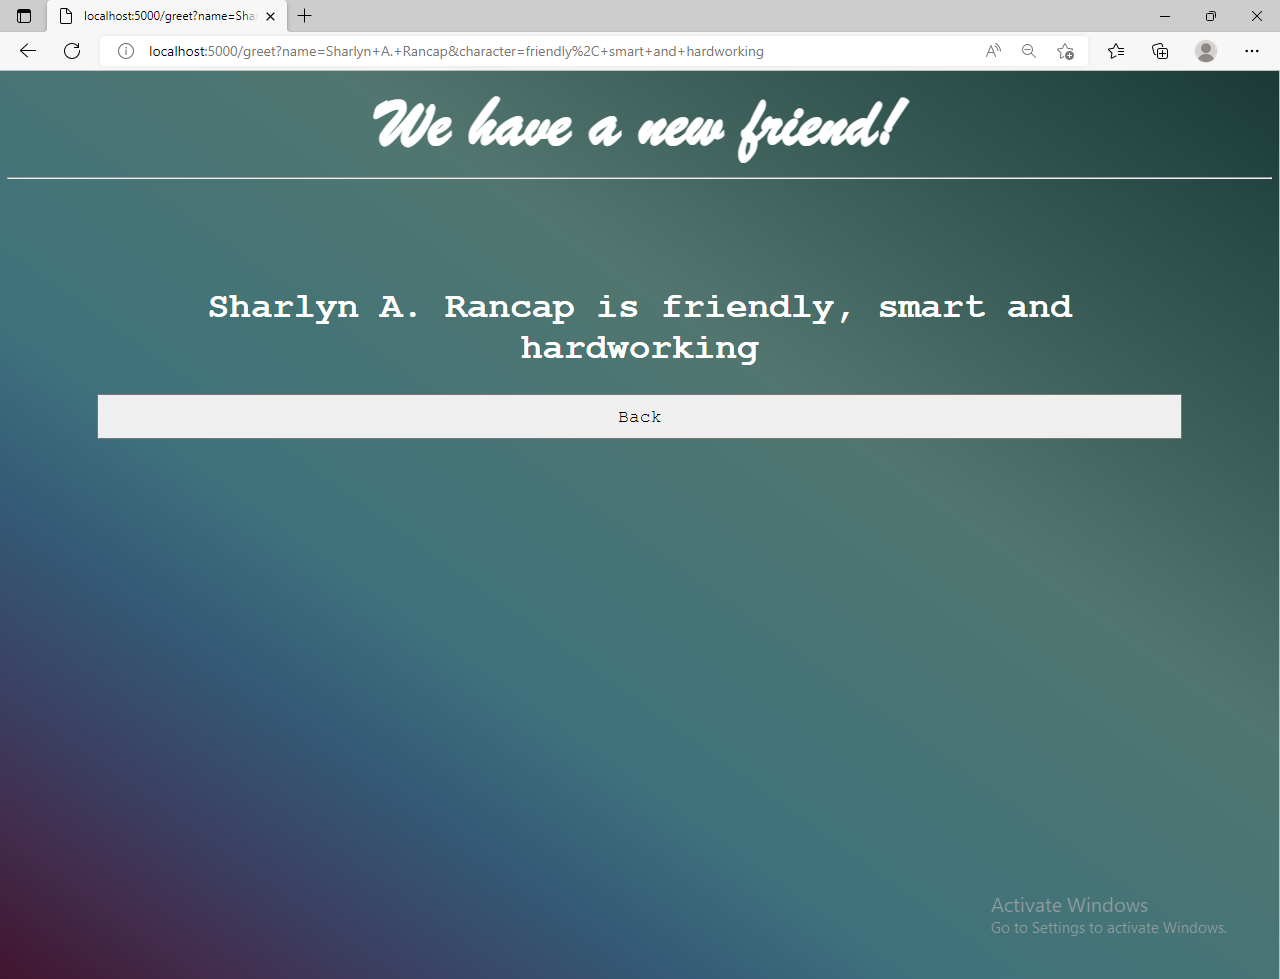 localhost:5000/greet?name=Sha
localhost:5000/greet?name=Sharlyn+A.+Rancap&character=friendly%2C+smart+and+hardworking
We have a new friend!
Sharlyn A. Rancap is friendly, smart and
hardworking
Back
Activate Windows
Go to Settings to activate Windows.